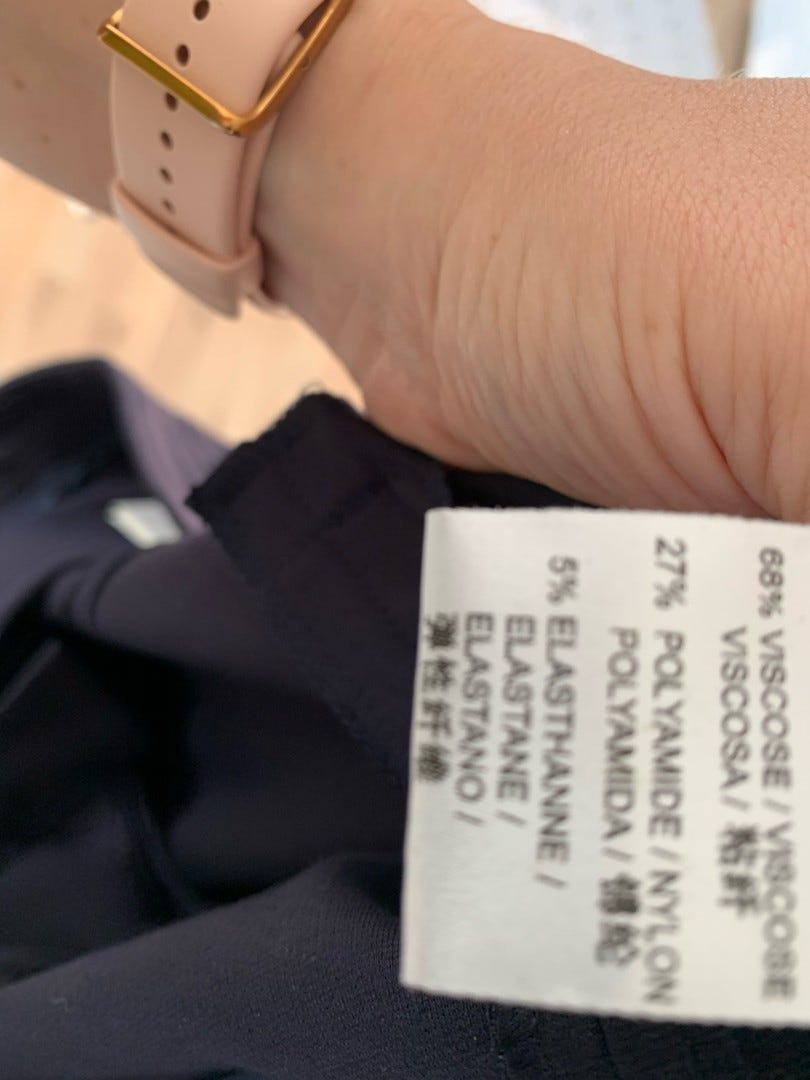 68% VISCOSE / VISCOSE
VISCOSA / 粘纤
27% POLYAMIDE / NYLON
POLYAMIDA / 锦纶
5% ELASTHANNE /
ELASTANE /
ELASTANO /
弹性纤维